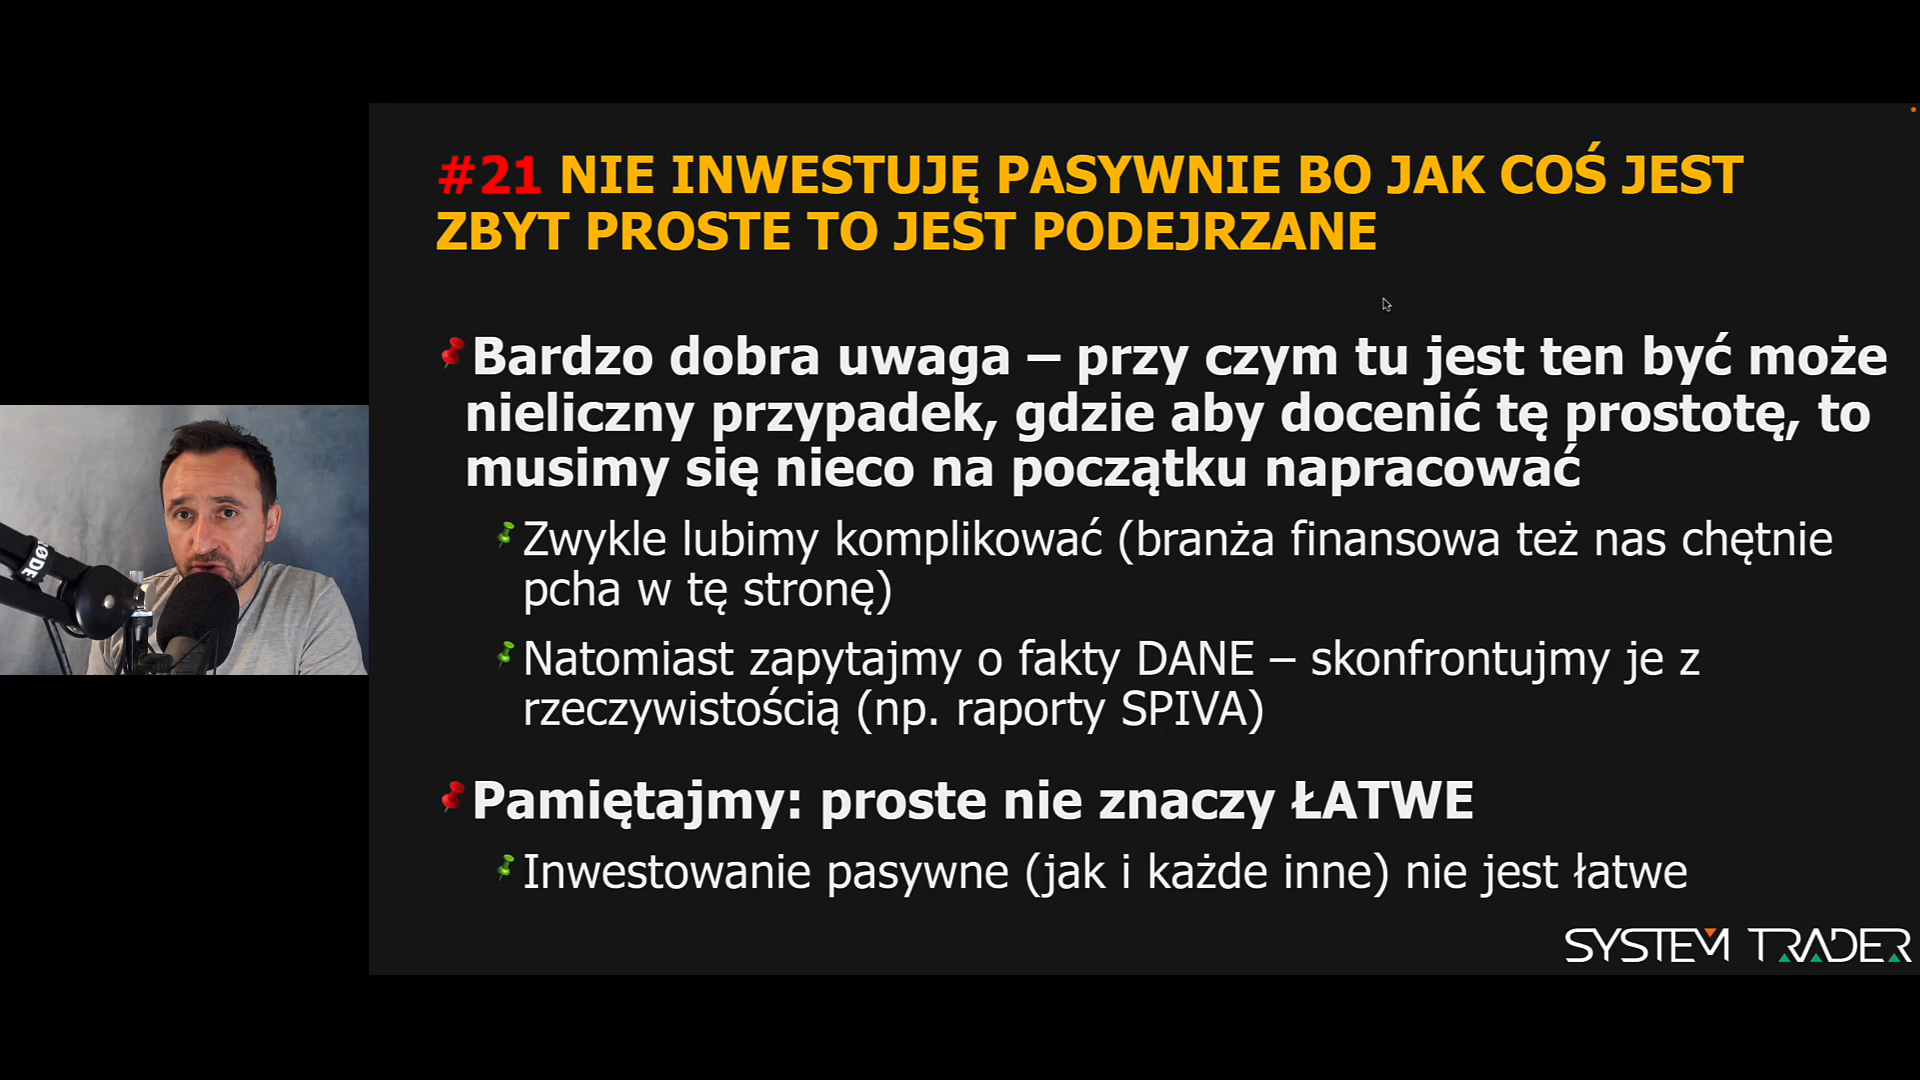 #21 NIE INWESTUJĘ PASYWNIE BO JAK COŚ JEST
ZBYT PROSTE TO JEST PODEJRZANE
Bardzo dobra uwaga – przy czym tu jest ten być może
nieliczny przypadek, gdzie aby docenić tę prostotę, to
musimy się nieco na początku napracować
Zwykle lubimy komplikować (branża finansowa też nas chętnie
pcha w tę stronę)
Natomiast zapytajmy o fakty DANE – skonfrontujmy je z
rzeczywistością (np. raporty SPIVA)
Pamiętajmy: proste nie znaczy ŁATWE
Inwestowanie pasywne (jak i każde inne) nie jest łatwe
SYSTEM TRADER
RØDE